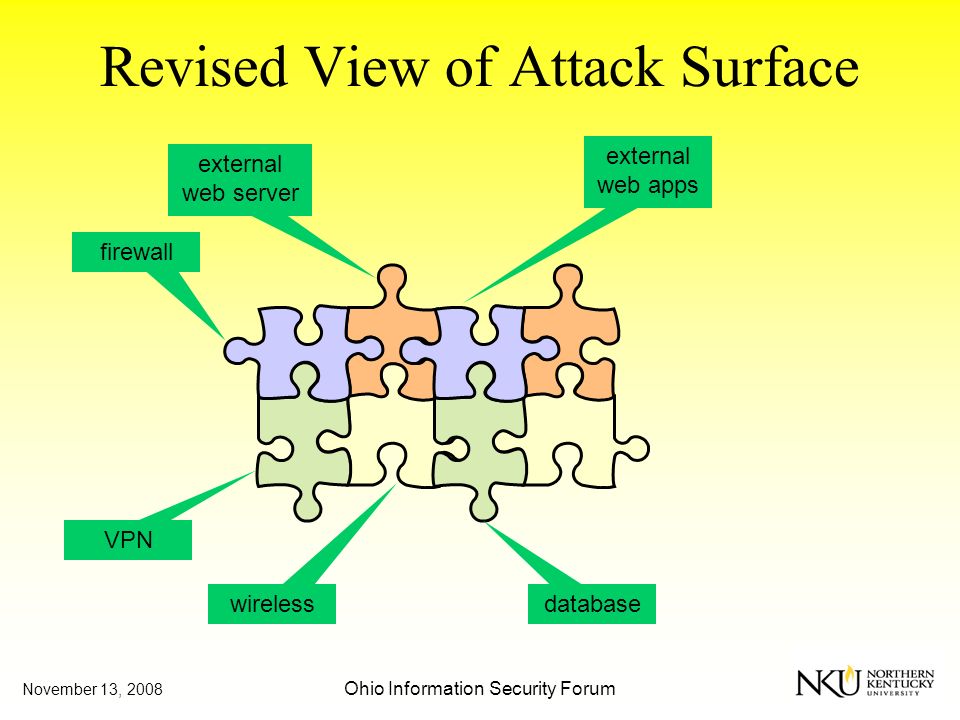 Revised View of Attack Surface
external
web server
external
web apps
firewall
VPN
wireless
database
November 13, 2008
Ohio Information Security Forum
NKU
NORTHERN
KENTUCKY
UNIVERSITY